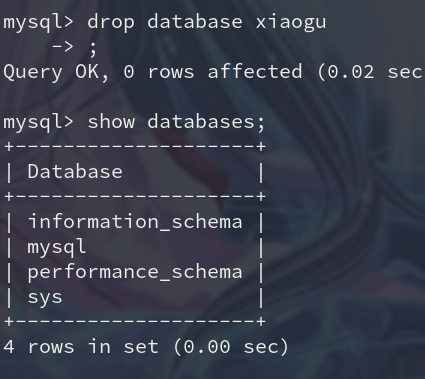 mysql> drop database xiaogu
    -> ;
Query OK, 0 rows affected (0.02 sec
mysql> show databases;
+--------------------+
| Database           |
+--------------------+
| information_schema |
| mysql              |
| performance_schema |
| sys                |
+--------------------+
4 rows in set (0.00 sec)